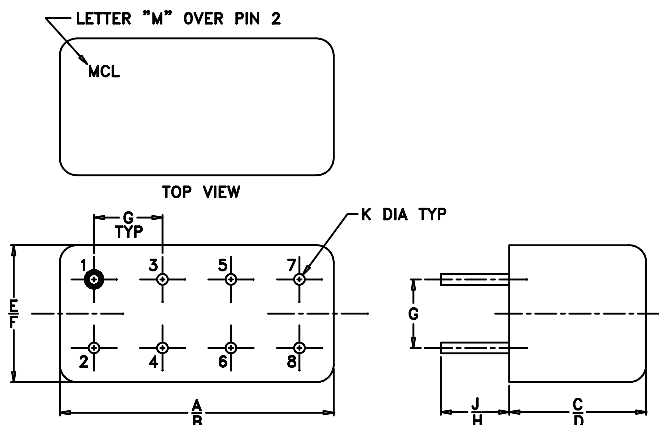 LETTER "M" OVER PIN 2
MCL
TOP VIEW
G
TYP
K DIA TYP
1
3
5
7
E
F
G
2
4
6
8
A
B
J
H
C
D